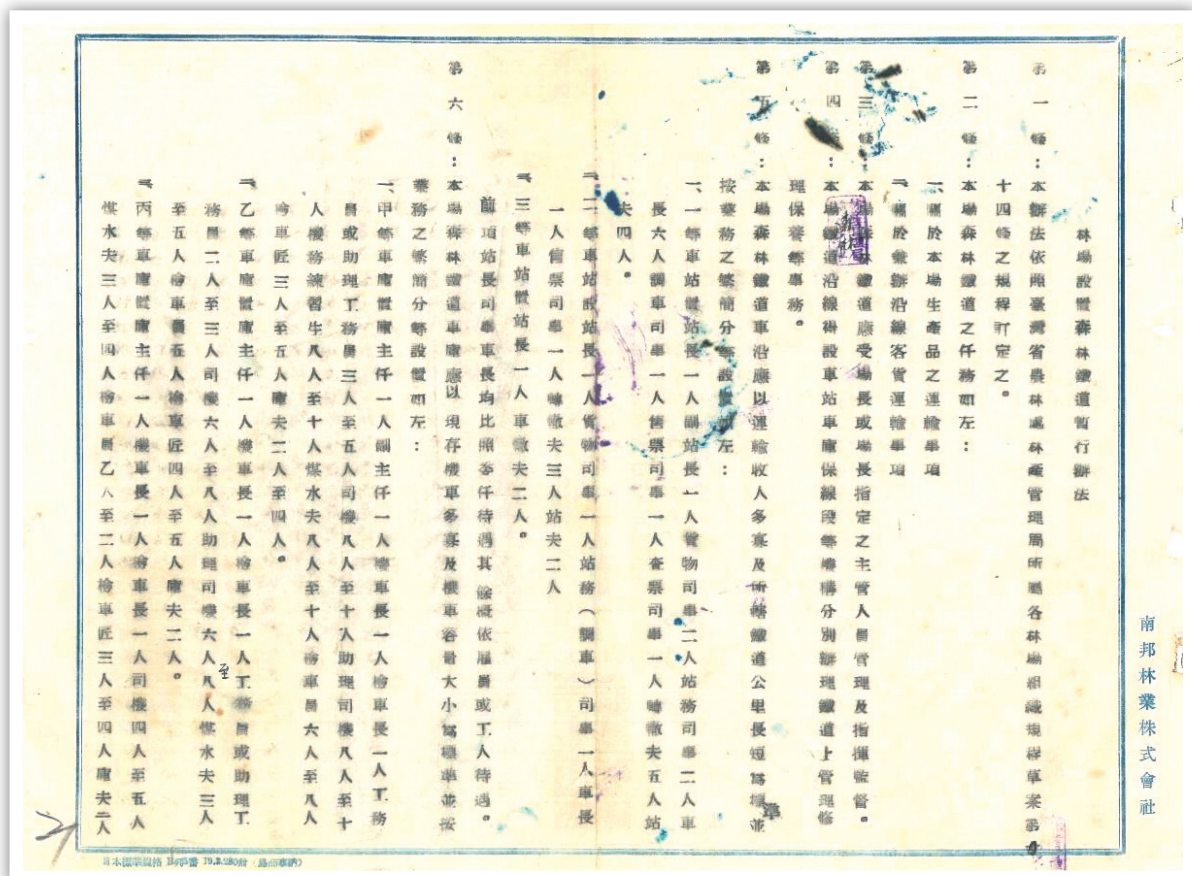 林場設置森林鐵道暫行辦法
第一條：本辦法依照臺灣省農林處林產管理局所屬各林場組織規程草案第
十四條之規程訂定之。
第二條：本場森林鐵道之任務如左：
一、關於本場生產品之運輸事項
二、關於兼辦沿線客貨運輸事項
第三條：本場森林鐵道應受場長或場長指定之主管人員管理及指揮監督。
第四條：本場鐵道沿線得設車站車庫保線段等機構分別辦理鐵道上管理修
理保養等事務。
第五條：本場森林鐵道車沿應以運輸收入多寡及所轄鐵道公里長短為標準並
按業務之繁簡分等設置如左：
一、一等車站置站長一人副站長一人貨物司事二人站務司事二人車
長六人調車司事一人售票司事一人查票司事一人轉轍夫五人站
夫四人。
二、二等車站設站長一人貨物司事一人站務（調車）司事一人車長
一人售票司事一人轉轍夫三人站夫二人
三、三等車站置站長一人車轍夫二人。
前項站長司事車長均比照委任待遇其餘概依雇員或工人待遇。
第六條：本場森林鐵道車庫應以現存機車多寡及機車容量大小為標準並按
業務之繁簡分等設置如左：
一、甲等車庫置庫主任一人副主任一人機車長一人檢車長一人工務
員或助理工務員三人至五人司機八人至十人助理司機八人至十
人機務練習生八人至十人煤水夫八人至十人檢車員六人至八人
檢車匠三人至五人庫夫二人至四人。
二、乙等車庫置庫主任一人機車長一人檢車長一人工務員或助理工
務員二人至三人司機六人至八人助理司機六人至八人煤水夫三人
至五人檢車員五人檢車匠四人至五人庫夫二人。
三、丙等車庫置庫主任一人機車長一人檢車長一人司機四人至五人
煤水夫三人至四人檢車員乙人至二人檢車匠三人至四人庫夫二人
南邦林業株式會社
日本標準規格